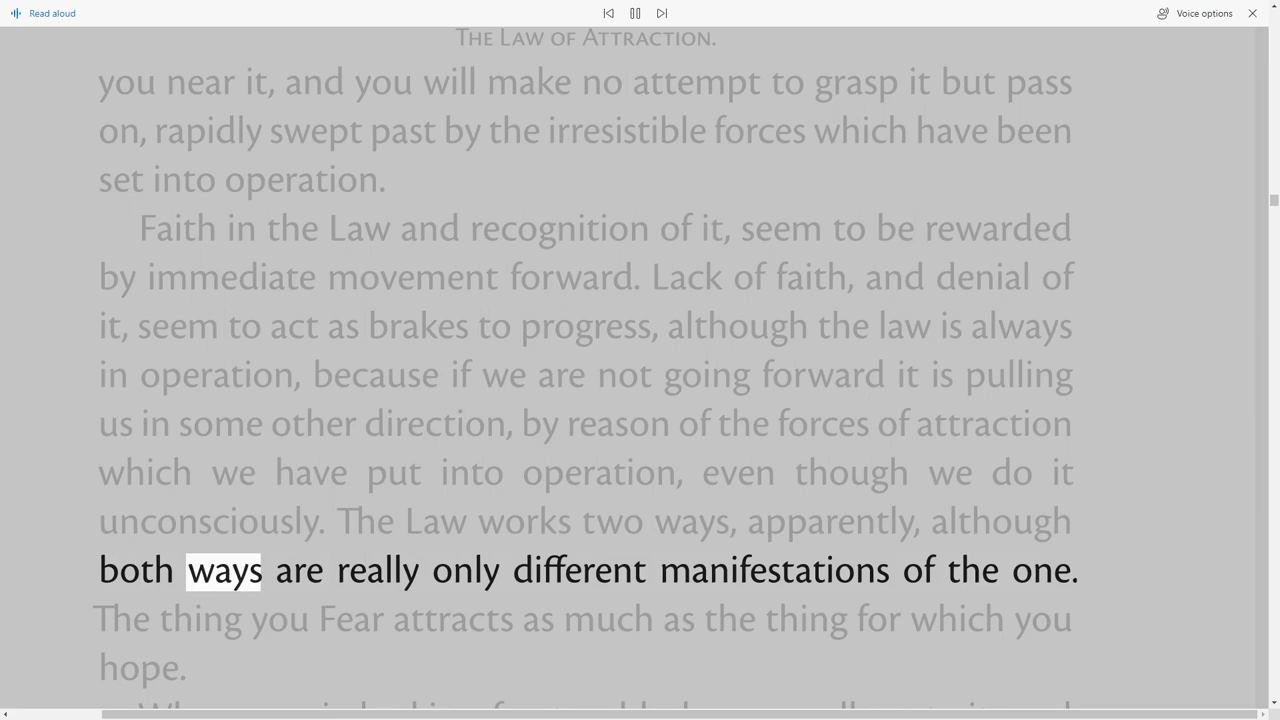 Read aloud
Voice options
The Law of Attraction.
you near it, and you will make no attempt to grasp it but pass
on, rapidly swept past by the irresistible forces which have been
set into operation.
Faith in the Law and recognition of it, seem to be rewarded
by immediate movement forward. Lack of faith, and denial of
it, seem to act as brakes to progress, although the law is always
in operation, because if we are not going forward it is pulling
us in some other direction, by reason of the forces of attraction
which we have put into operation, even though we do it
unconsciously. The Law works two ways, apparently, although
both ways are really only different manifestations of the one.
The thing you Fear attracts as much as the thing for which you
hope.